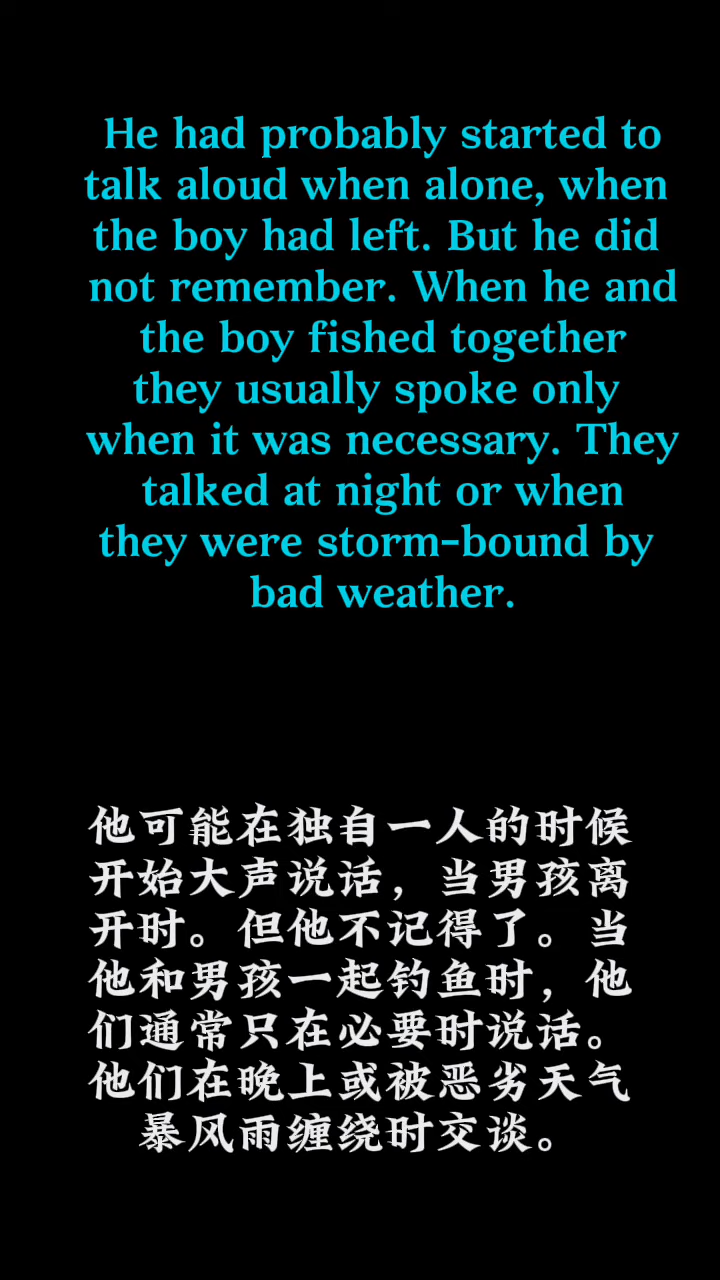 He had probably started to
talk aloud when alone, when
the boy had left. But he did
not remember. When he and
the boy fished together
they usually spoke only
when it was necessary. They
talked at night or when
they were storm-bound by
bad weather.
他可能在独自一人的时候
开始大声说话，当男孩离
开时。但他不记得了。当
他和男孩一起钓鱼时，他
们通常只在必要时说话。
他们在晚上或被恶劣天气
暴风雨缠绕时交谈。